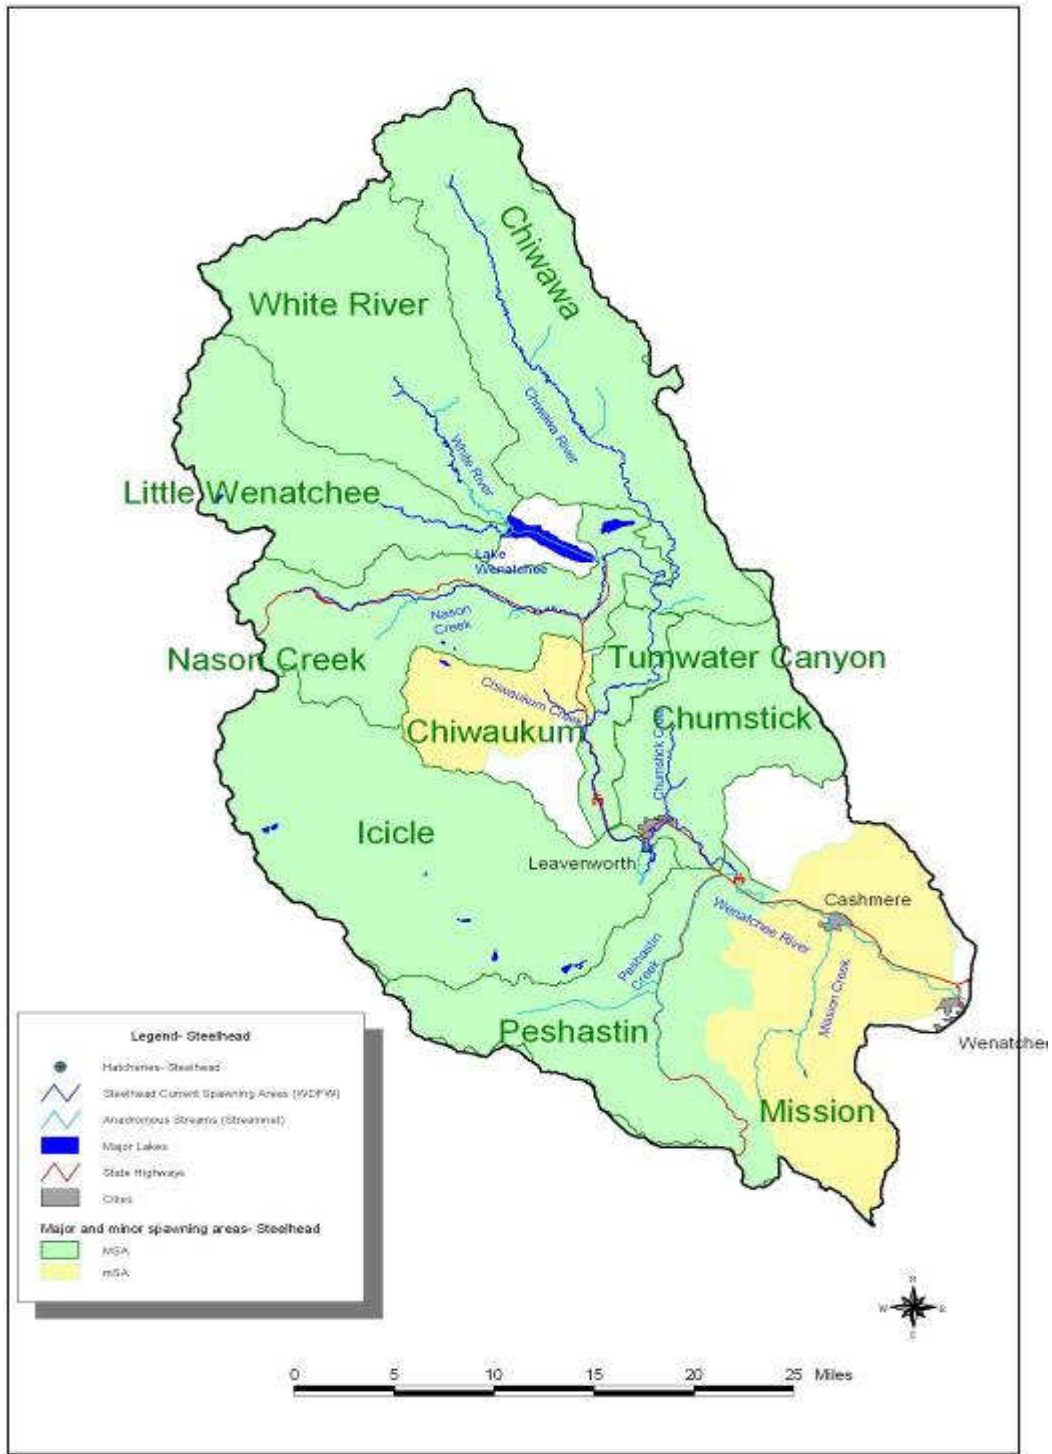 Chiwawa
White River
Chiwawa River
White River
Little Wenatchee
Lake
Wenatchee
Nason
Creek
Nason Creek
Tumwater Canyon
Chiwaukum Creek
Chumstick
Chiwaukum
Chumstick Creek
Icicle
Leavenworth
Cashmere
Wenatchee River
Peshastin
Creek
Mission Creek
Peshastin
Wenatchee
Mission
Legend- Steelhead
Hatcheries- Steelhead
Steelhead Current Spawning Areas (WDFW)
Anadromous Streams (Streamnet)
Major Lakes
State Highways
Cities
Major and minor spawning areas- Steelhead
MSA
mSA
N
W
E
S
0 5 10 15 20 25 Miles